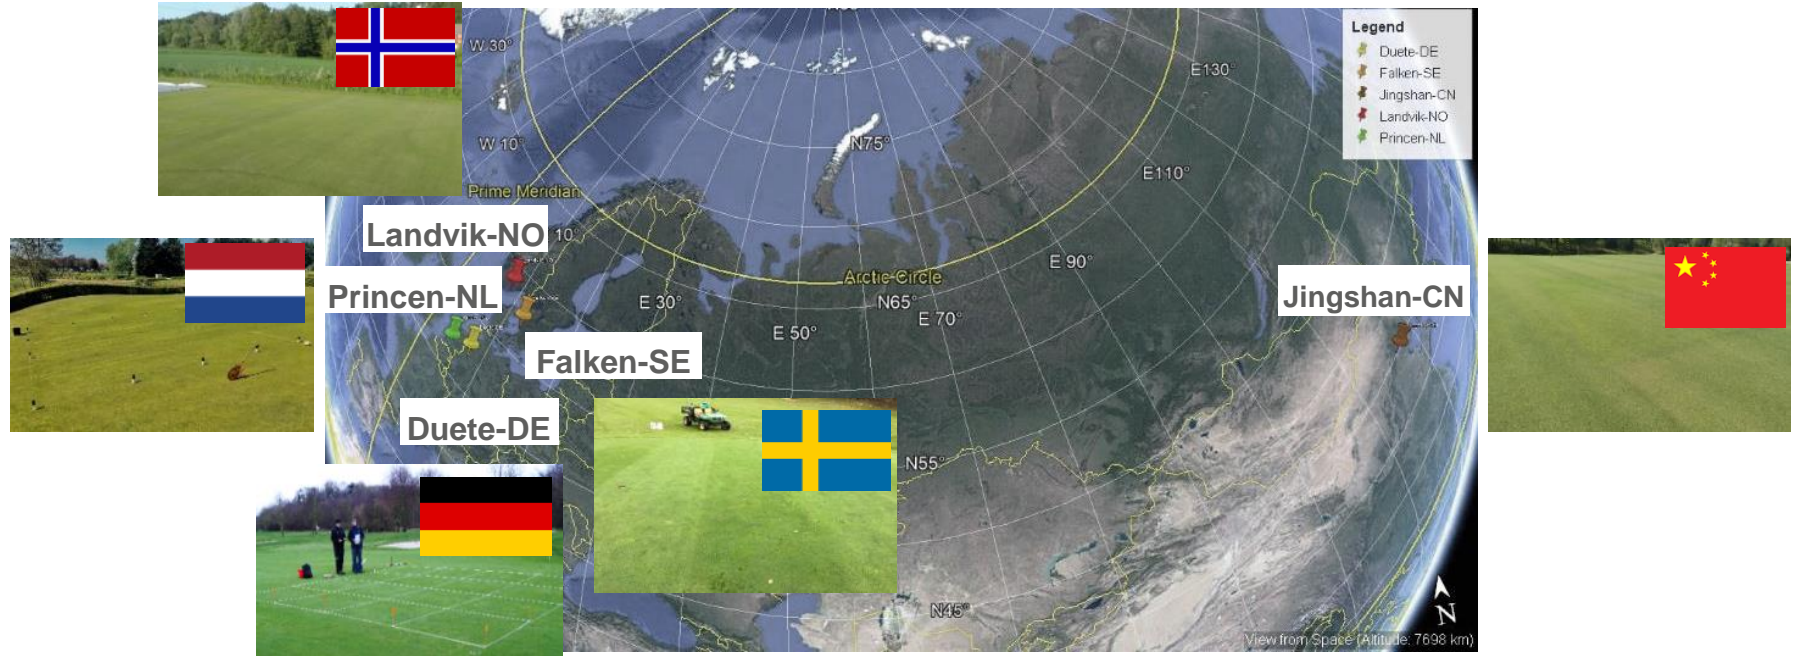 W 30°
E130°
Legend
Duete-DE
Falken-SE
Jingshan-CN
Landvik-NO
Princen-NL
W 10°
N75°
E110°
Prime Meridian
Landvik-NO
10°
E 90°
Arctic Circle
Princen-NL
E 30°
N65°
E 70°
Jingshan-CN
E 50°
Falken-SE
Duete-DE
N55°
N45°
N
View from Space (Altitude: 7698 km)